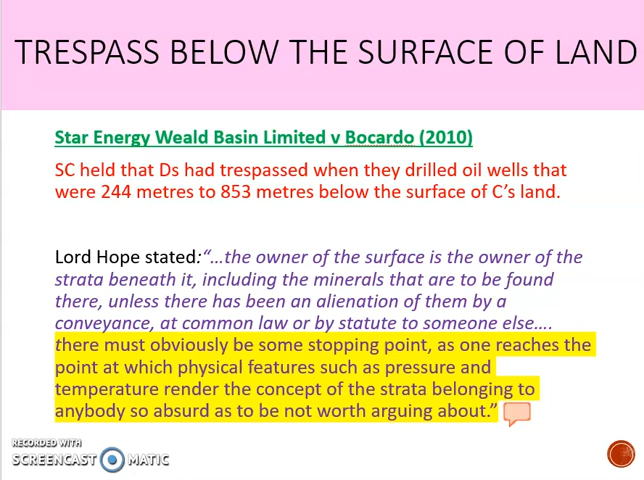 TRESPASS BELOW THE SURFACE OF LAND
Star Energy Weald Basin Limited v Bocardo (2010)
SC held that Ds had trespassed when they drilled oil wells that
were 244 metres to 853 metres below the surface of C's land.
Lord Hope stated:“…the owner of the surface is the owner of the
strata beneath it, including the minerals that are to be found
there, unless there has been an alienation of them by a
conveyance, at common law or by statute to someone else….
there must obviously be some stopping point, as one reaches the
point at which physical features such as pressure and
temperature render the concept of the strata belonging to
anybody so absurd as to be not worth arguing about.”
RECORDED WITH
SCREENCAST MATIC